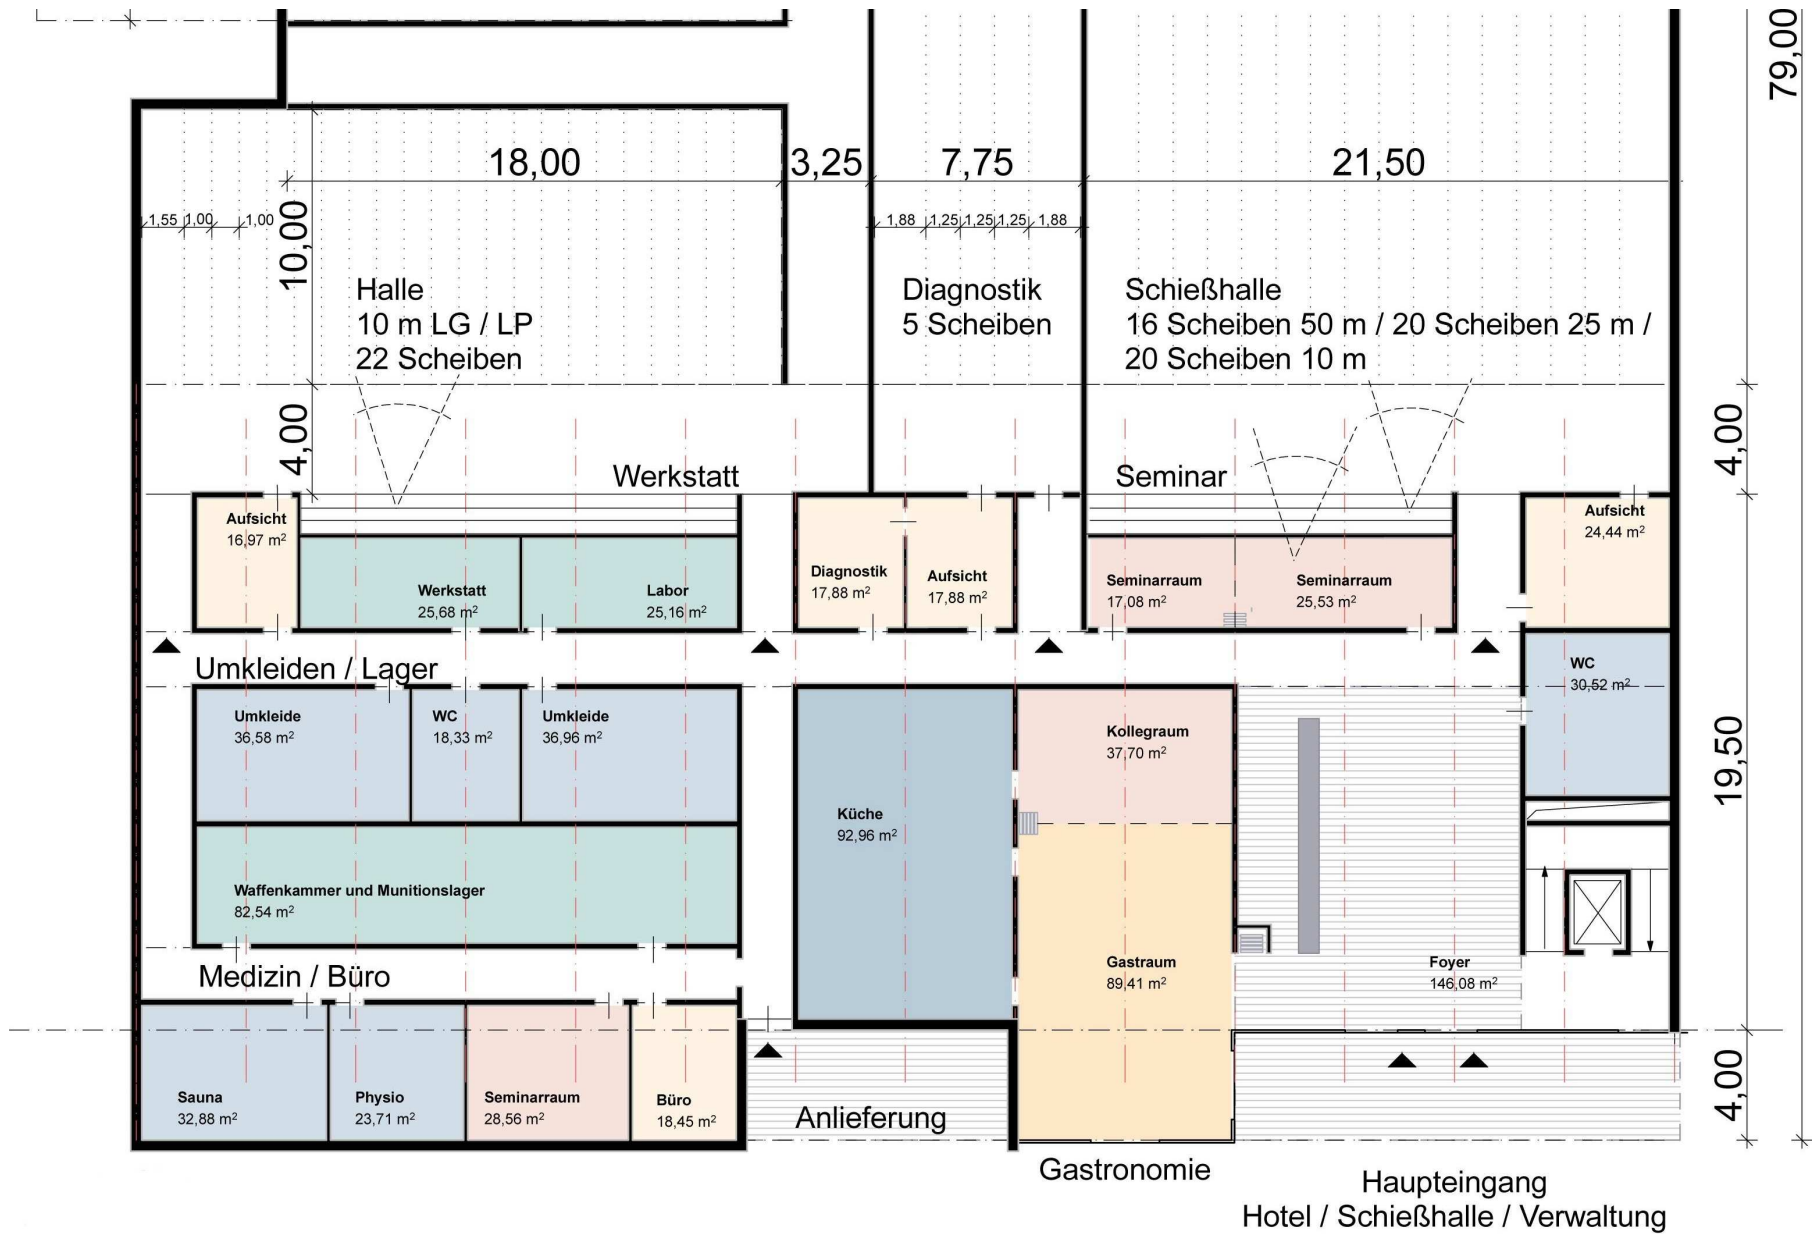 79,00
18,00
3,25
7,75
21,50
1,55
1,00
1,00
1,88
1,25
1,25
1,25
1,88
10,00
Halle
10 m LG / LP
22 Scheiben
Diagnostik
5 Scheiben
Schießhalle
16 Scheiben 50 m / 20 Scheiben 25 m /
20 Scheiben 10 m
4,00
4,00
Werkstatt
Seminar
Aufsicht
16,97 m²
Werkstatt
25,68 m²
Labor
25,16 m²
Diagnostik
17,88 m²
Aufsicht
17,88 m²
Seminarraum
17,08 m²
Seminarraum
25,53 m²
Aufsicht
24,44 m²
Umkleiden / Lager
WC
30,52 m²
Umkleide
36,58 m²
WC
18,33 m²
Umkleide
36,96 m²
Kollegraum
37,70 m²
19,50
Küche
92,96 m²
Waffenkammer und Munitionslager
82,54 m²
Medizin / Büro
Gastraum
89,41 m²
Foyer
146,08 m²
Sauna
32,88 m²
Physio
23,71 m²
Seminarraum
28,56 m²
Büro
18,45 m²
4,00
Anlieferung
Gastronomie
Haupteingang
Hotel / Schießhalle / Verwaltung